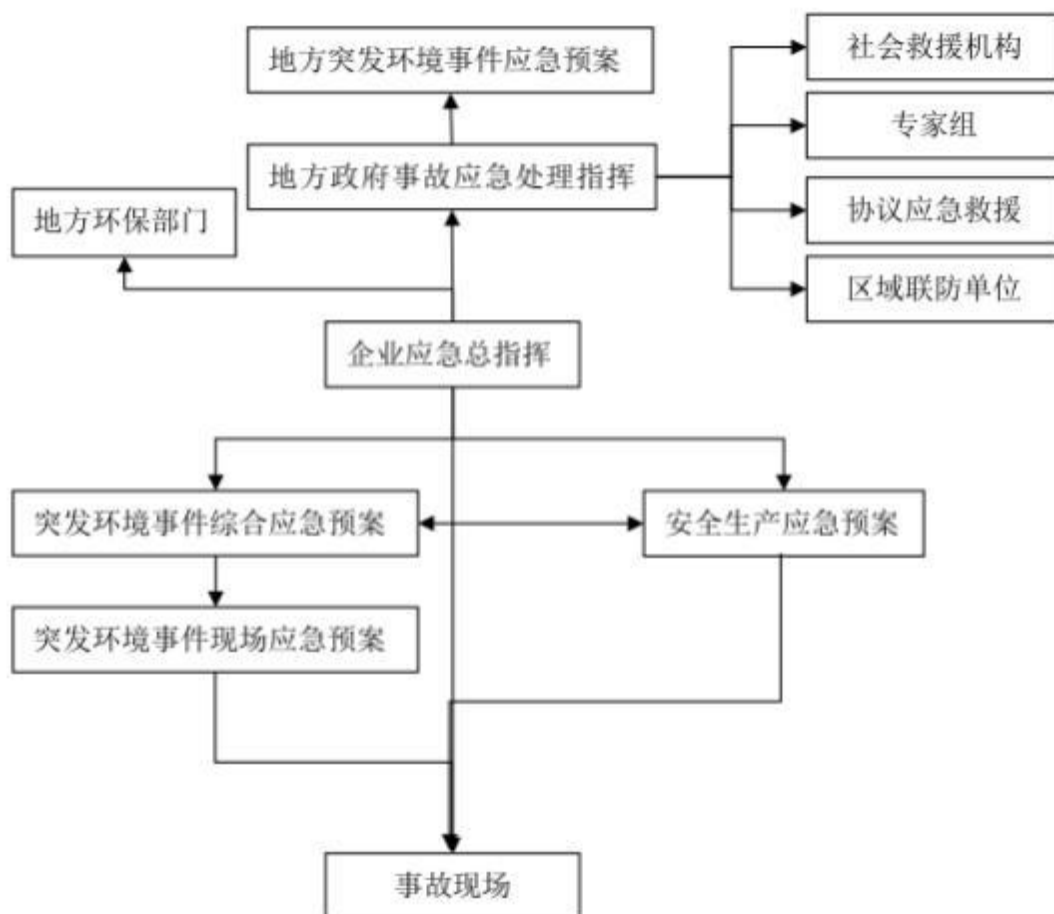 社会救援机构
地方突发环境事件应急预案
专家组
地方政府事故应急处理指挥
地方环保部门
协议应急救援
区域联防单位
企业应急总指挥
突发环境事件综合应急预案
安全生产应急预案
突发环境事件现场应急预案
事故现场